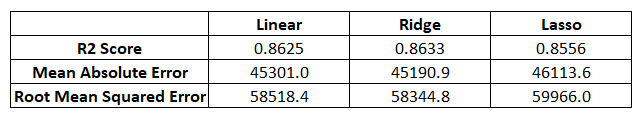 Linear Ridge Lasso
R2 Score 0.8625 0.8633 0.8556
Mean Absolute Error 45301.0 45190.9 46113.6
Root Mean Squared Error 58518.4 58344.8 59966.0